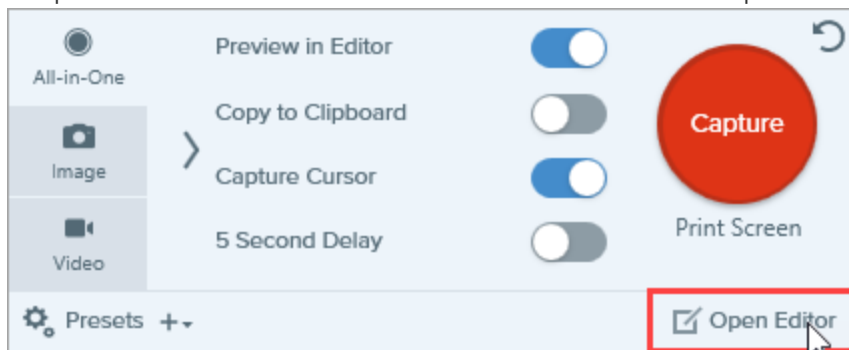 All-in-One
Image
Video
Preview in Editor
Copy to Clipboard
Capture Cursor
5 Second Delay
Capture
Print Screen
Presets
Open Editor